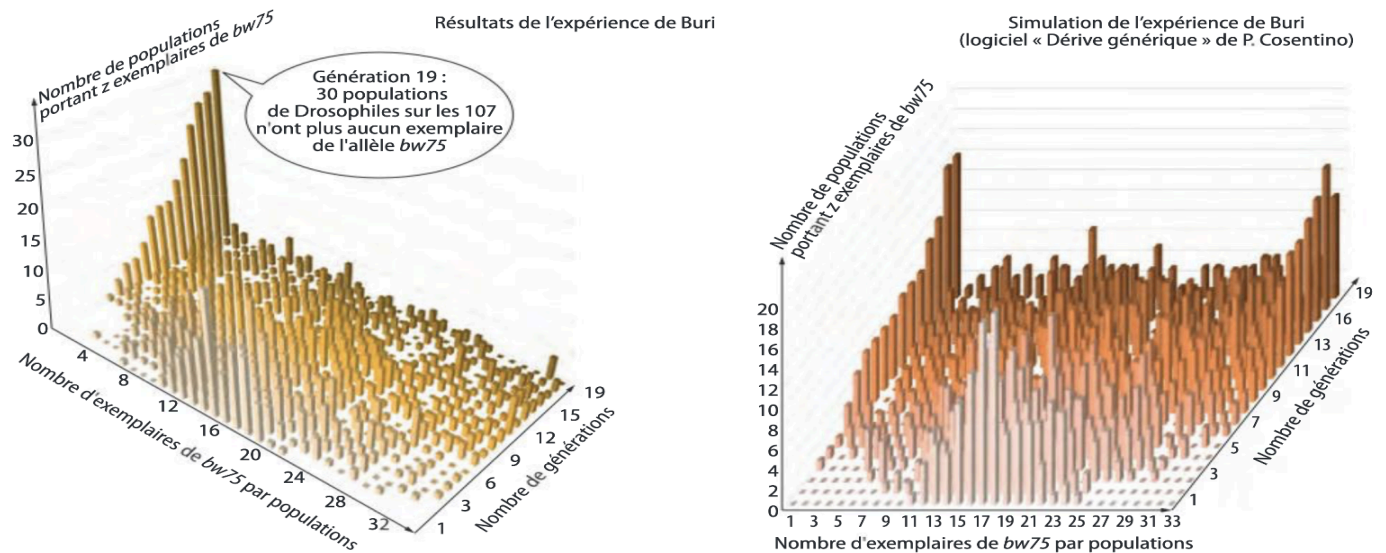 Résultats de l'expérience de Buri
Nombre de populations
portant z exemplaires de bw75
Génération 19 :
30 populations
de Drosophiles sur les 107
n'ont plus aucun exemplaire
de l'allèle bw75
30
25
20
15
10
5
0
4
8
12
16
20
24
28
32
Nombre d'exemplaires de bw75 par populations
1
3
6
9
12
15
19
Nombre de générations
Simulation de l'expérience de Buri
(logiciel « Dérive générique » de P. Cosentino)
Nombre de populations
portant z exemplaires de bw75
20
18
16
14
12
10
8
6
4
2
0
1 3 5 7 9 11 13 15 17 19 21 23 25 27 29 31 33
Nombre d'exemplaires de bw75 par populations
1
3
5
7
9
11
13
16
19
Nombre de générations